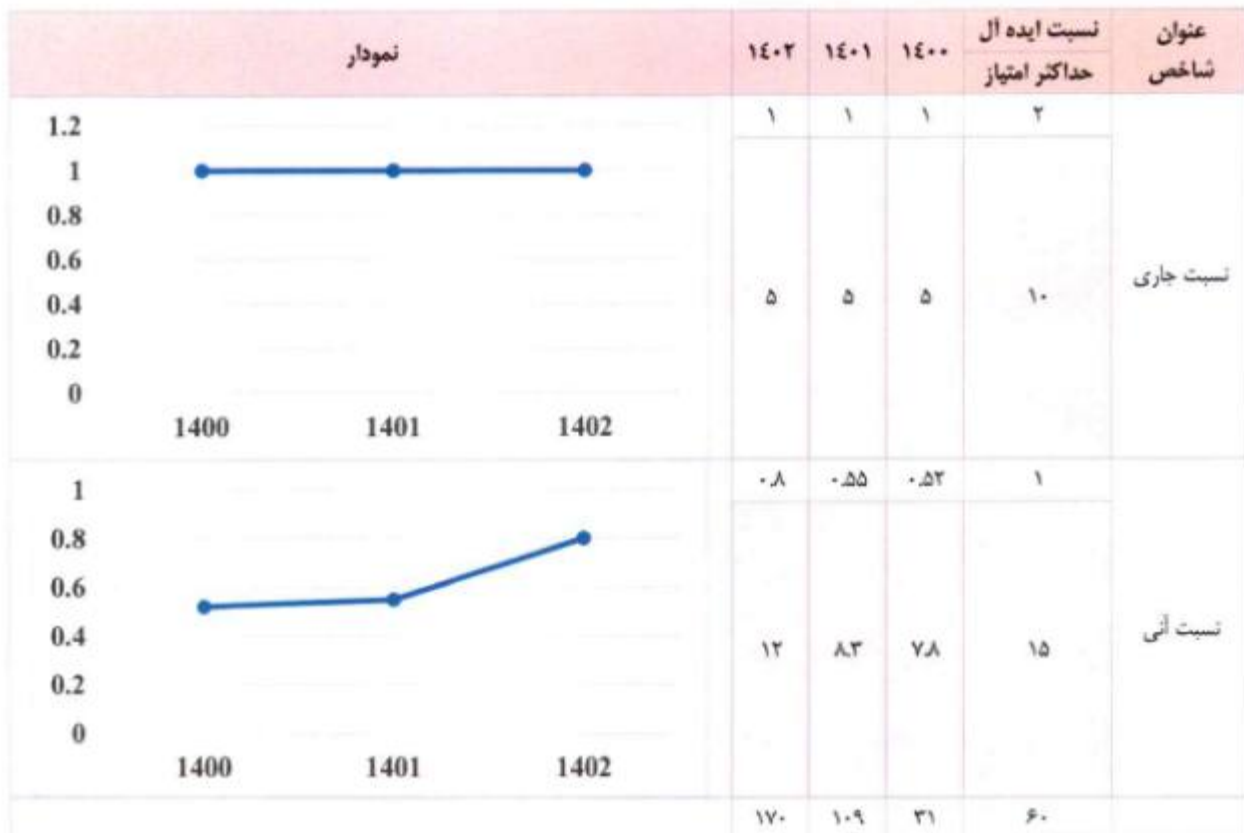 عنوان شاخص نسبت ایده آل ۱۴۰۰ ۱۴۰۱ ۱۴۰۲ نمودار
حداکثر امتیاز
۲ ۱ ۱ ۱
نسبت جاری ۱۰ ۵ ۵ ۵
1.2
1
0.8
0.6
0.4
0.2
0
1400 1401 1402
۱ ۰.۵۲ ۰.۵۵ ۰.۸
نسبت آنی ۱۵ ۷.۸ ۸.۳ ۱۲
1
0.8
0.6
0.4
0.2
0
1400 1401 1402
۶۰ ۳۱ ۱۰۹ ۱۷۰